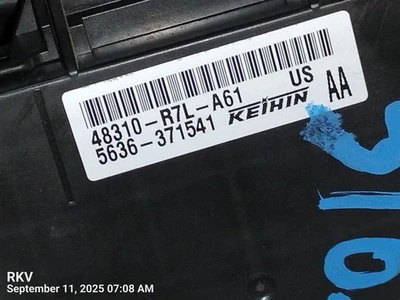 48310-R7L-A61 US
5636-371541 KEIHIN AA
RKV
September 11, 2025 07:08 AM